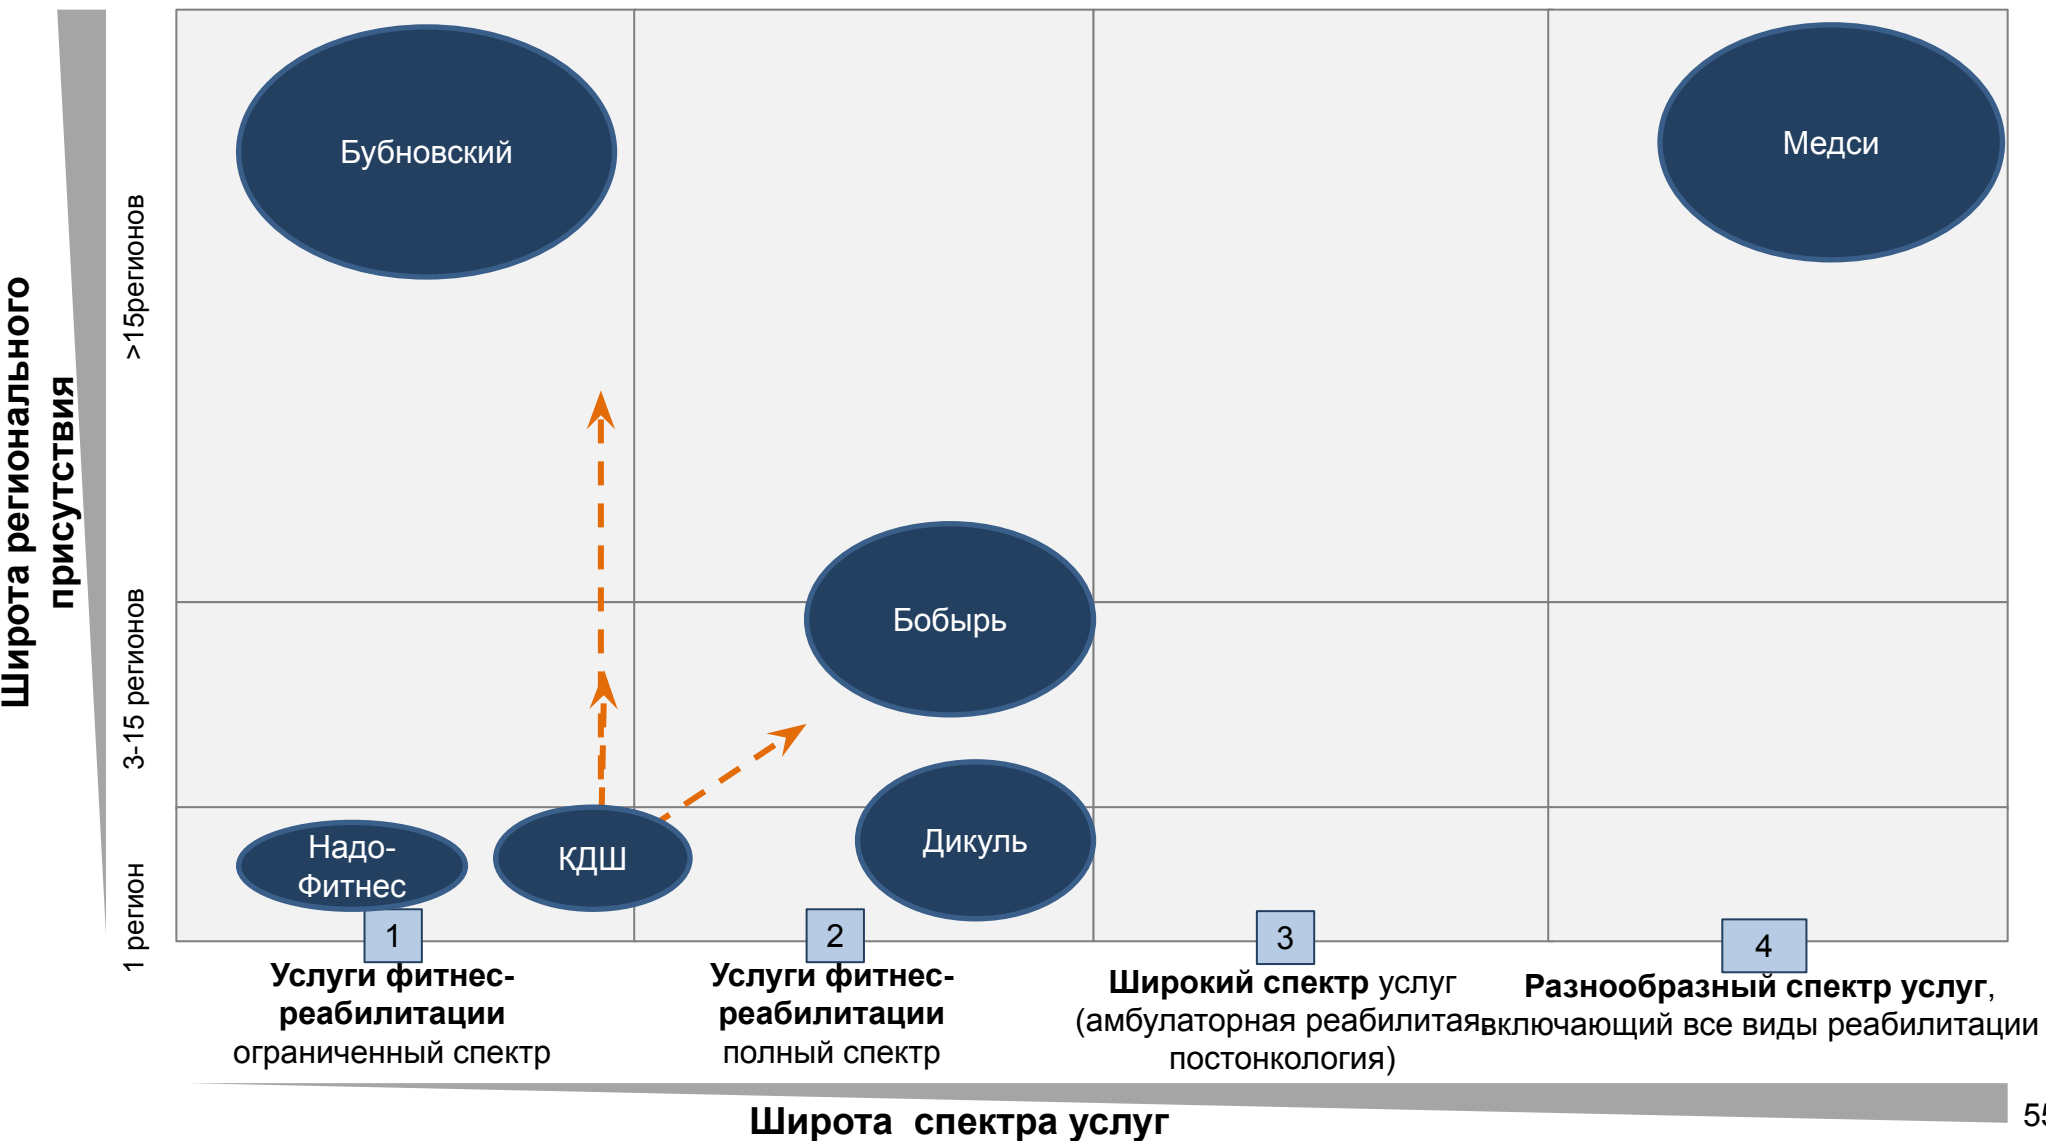 Широта регионального
присутствия
>15регионов
3-15 регионов
1 регион
Бубновский
Медси
Бобырь
Дикуль
Надо-
Фитнес
КДШ
1
2
3
4
Услуги фитнес-
реабилитации
ограниченный спектр
Услуги фитнес-
реабилитации
полный спектр
Широкий спектр услуг
(амбулаторная реабилитая,
постонкология)
Разнообразный спектр услуг,
включающий все виды реабилитации
Широта спектра услуг
55